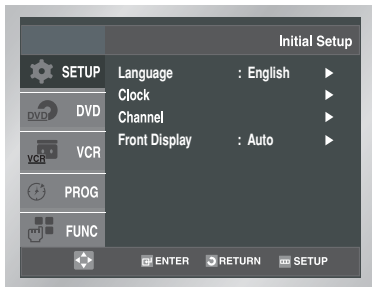 Initial Setup
SETUP
Language : English
Clock
DVD DVD
Channel
Front Display : Auto
VCR VCR
PROG
FUNC
ENTER RETURN SETUP